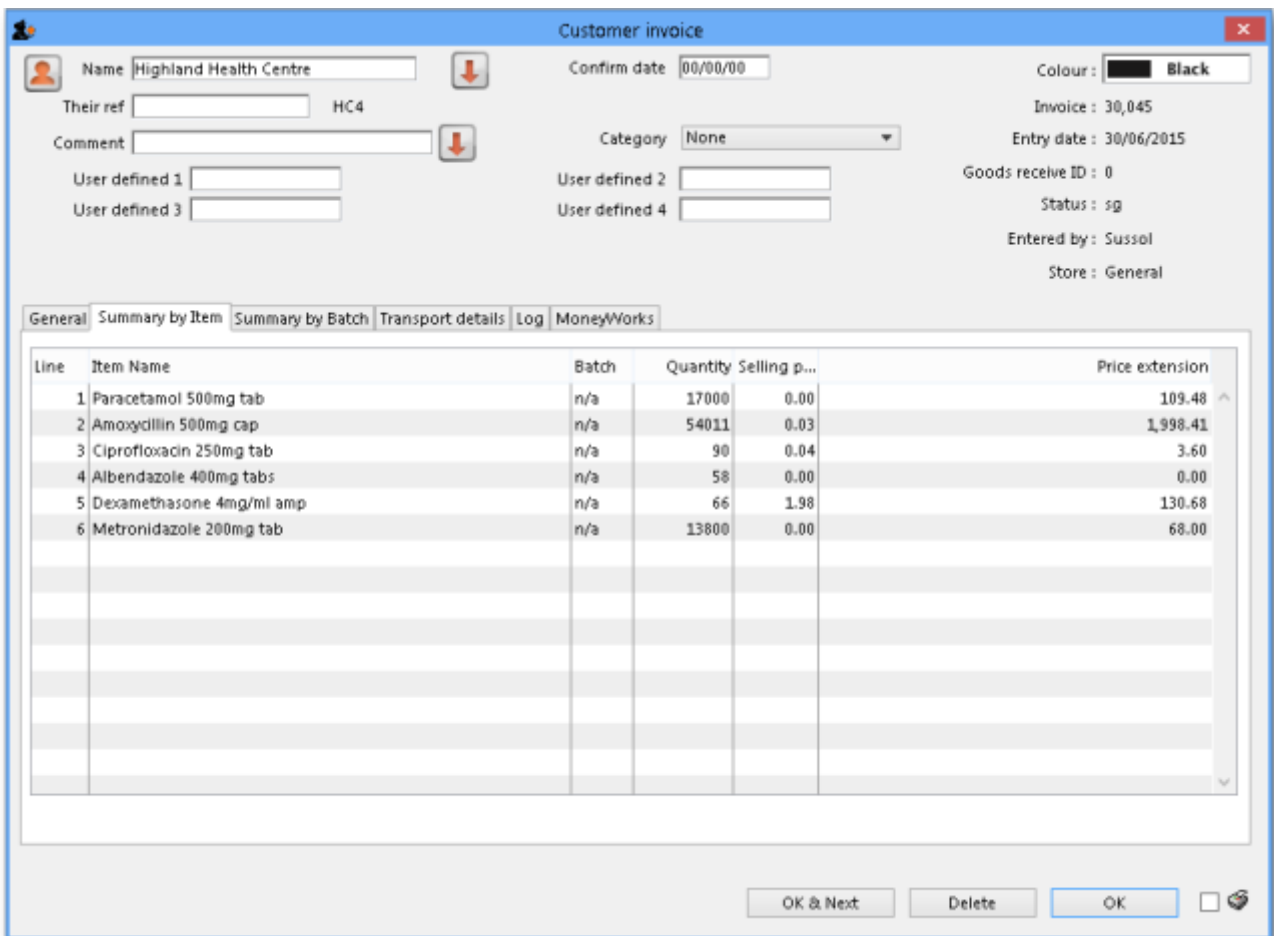 Customer invoice
Name Highland Health Centre Confirm date 00/00/00 Colour : Black
Their ref HC4 Invoice : 30,045
Comment Category None Entry date : 30/06/2015
User defined 1 User defined 2 Goods receive ID : 0
User defined 3 User defined 4 Status : sg
Entered by : Sussol
Store : General
General Summary by Item Summary by Batch Transport details Log MoneyWorks
Line Item Name Batch Quantity Selling p... Price extension
1 Paracetamol 500mg tab n/a 17000 0.00 109.48
2 Amoxycillin 500mg cap n/a 54011 0.03 1,998.41
3 Ciprofloxacin 250mg tab n/a 90 0.04 3.60
4 Albendazole 400mg tabs n/a 58 0.00 0.00
5 Dexamethasone 4mg/ml amp n/a 66 1.98 130.68
6 Metronidazole 200mg tab n/a 13800 0.00 68.00
OK & Next Delete OK